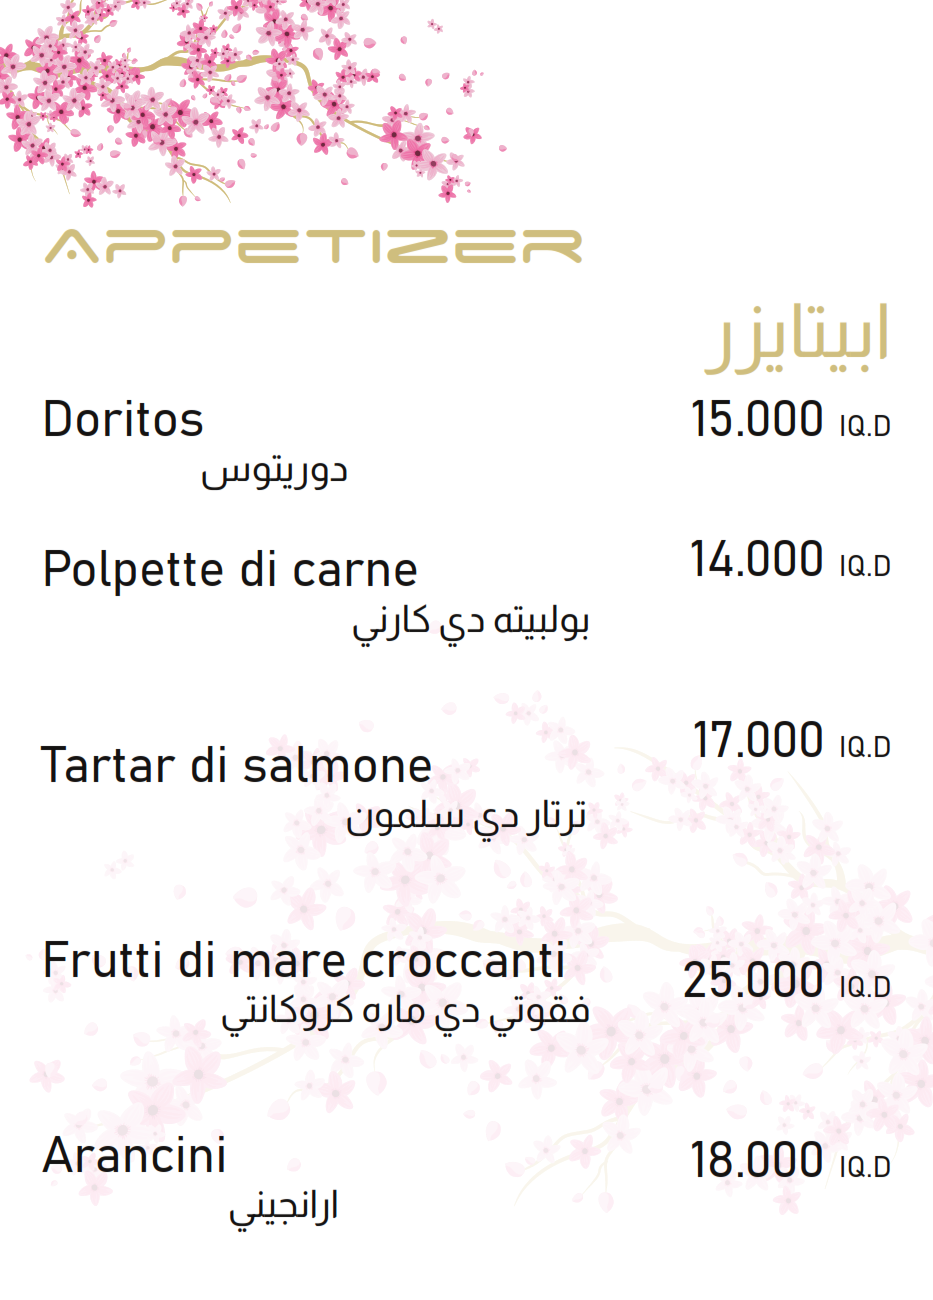 APPETIZER
ابيتايزر
Doritos 15.000 IQ.D
دوريتوس
Polpette di carne 14.000 IQ.D
بولبيته دي كارني
Tartar di salmone 17.000 IQ.D
ترتار دي سلمون
Frutti di mare croccanti 25.000 IQ.D
فقوتي دي ماره كروكانتي
Arancini 18.000 IQ.D
ارانجيني